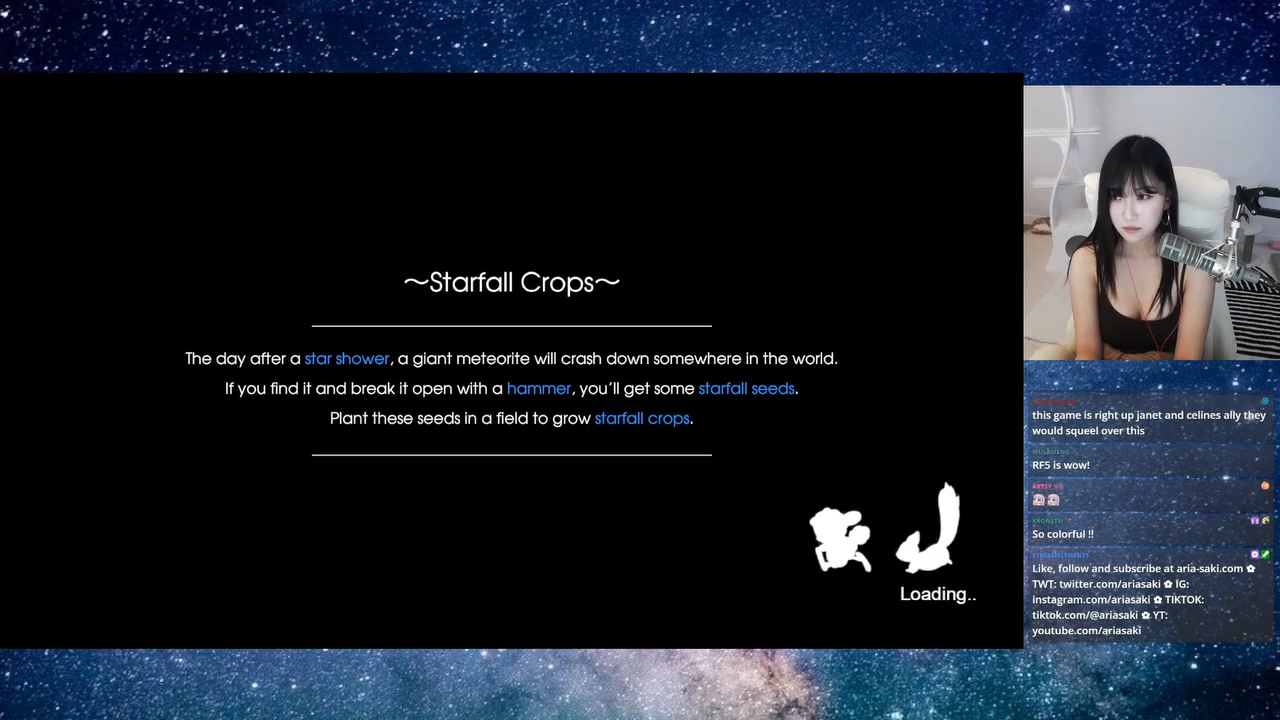 ～Starfall Crops～
The day after a star shower, a giant meteorite will crash down somewhere in the world.
If you find it and break it open with a hammer, you'll get some starfall seeds.
Plant these seeds in a field to grow starfall crops.
Loading..
this game is right up janet and celines ally they
would squeel over this
MULAMENG
RF5 is wow!
So colorful !!
STREAMELEMENTS
Like, follow and subscribe at aria-saki.com ✿
TWT: twitter.com/ariasaki ✿ IG:
instagram.com/ariasaki ✿ TIKTOK:
tiktok.com/@ariasaki ✿ YT:
youtube.com/ariasaki